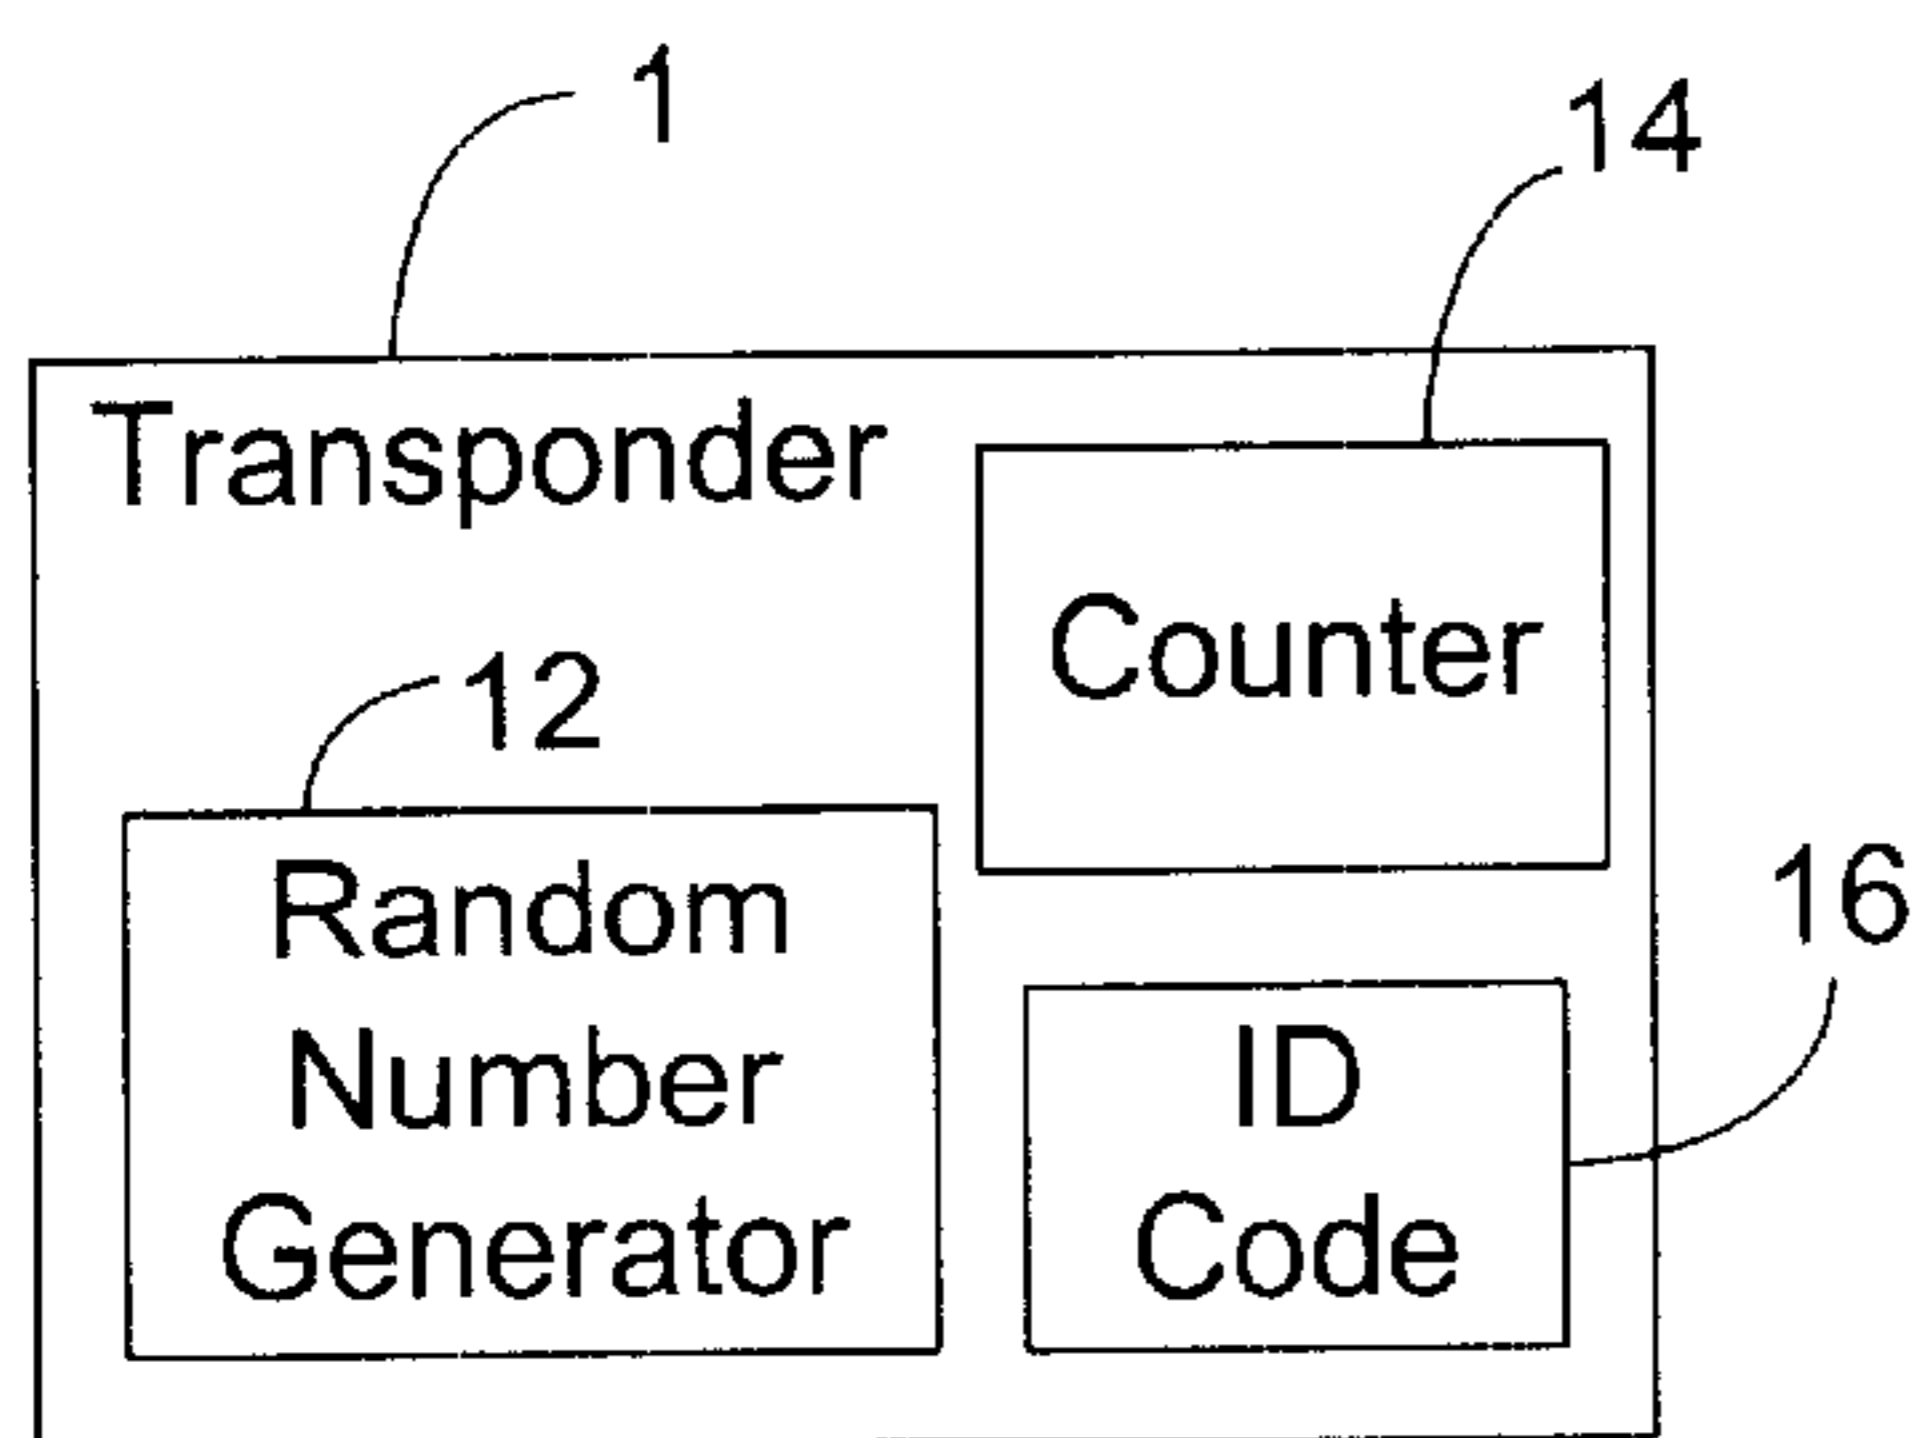 1
14
Transponder
Counter
12
Random
Number
Generator
16
ID
Code